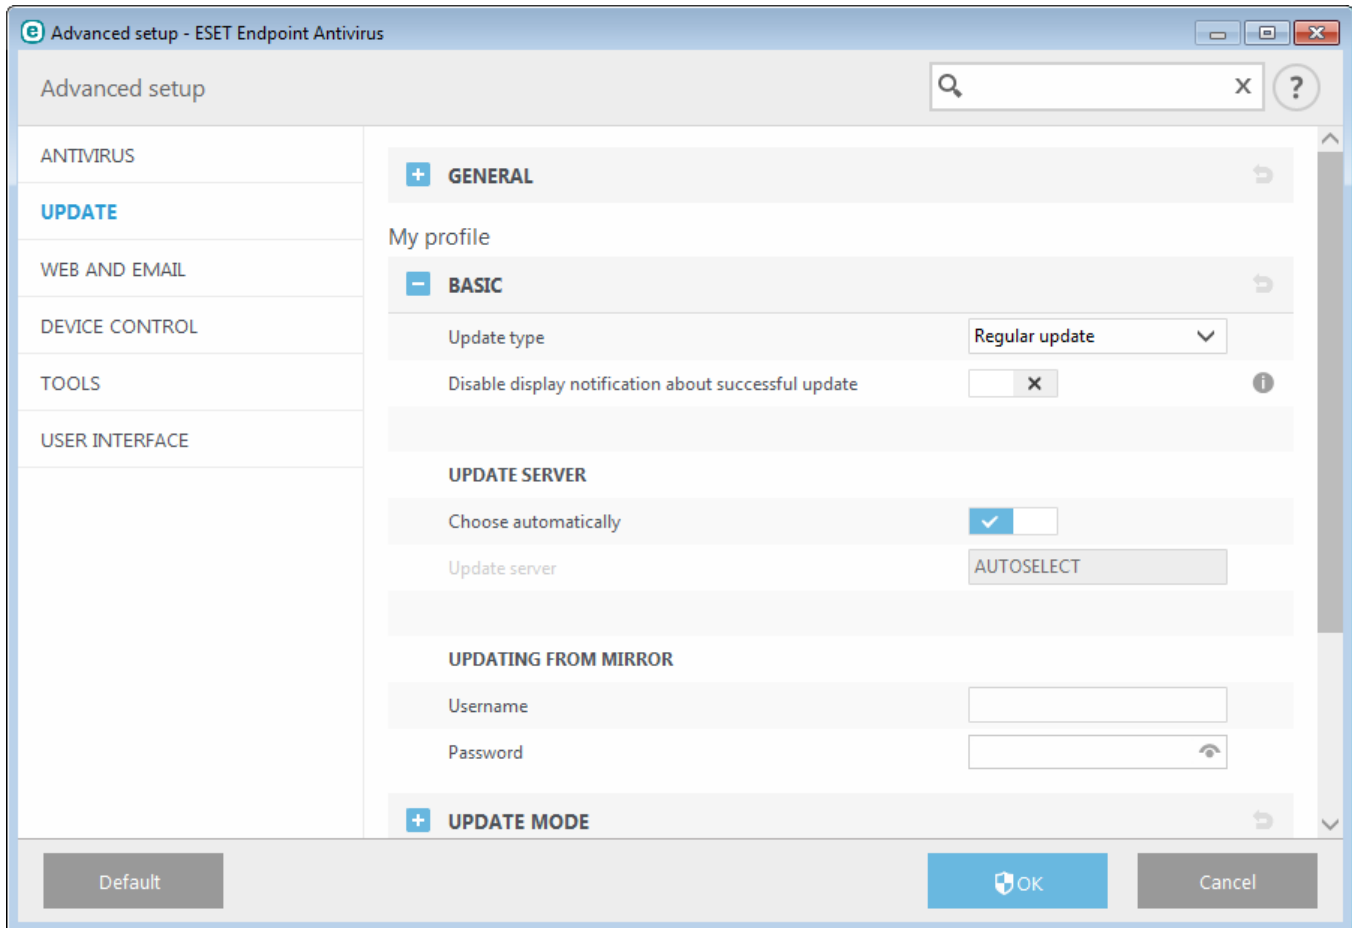 Advanced setup - ESET Endpoint Antivirus
Advanced setup
ANTIVIRUS
UPDATE
WEB AND EMAIL
DEVICE CONTROL
TOOLS
USER INTERFACE
GENERAL
My profile
BASIC
Update type Regular update
Disable display notification about successful update
UPDATE SERVER
Choose automatically
Update server AUTOSELECT
UPDATING FROM MIRROR
Username
Password
UPDATE MODE
Default OK Cancel